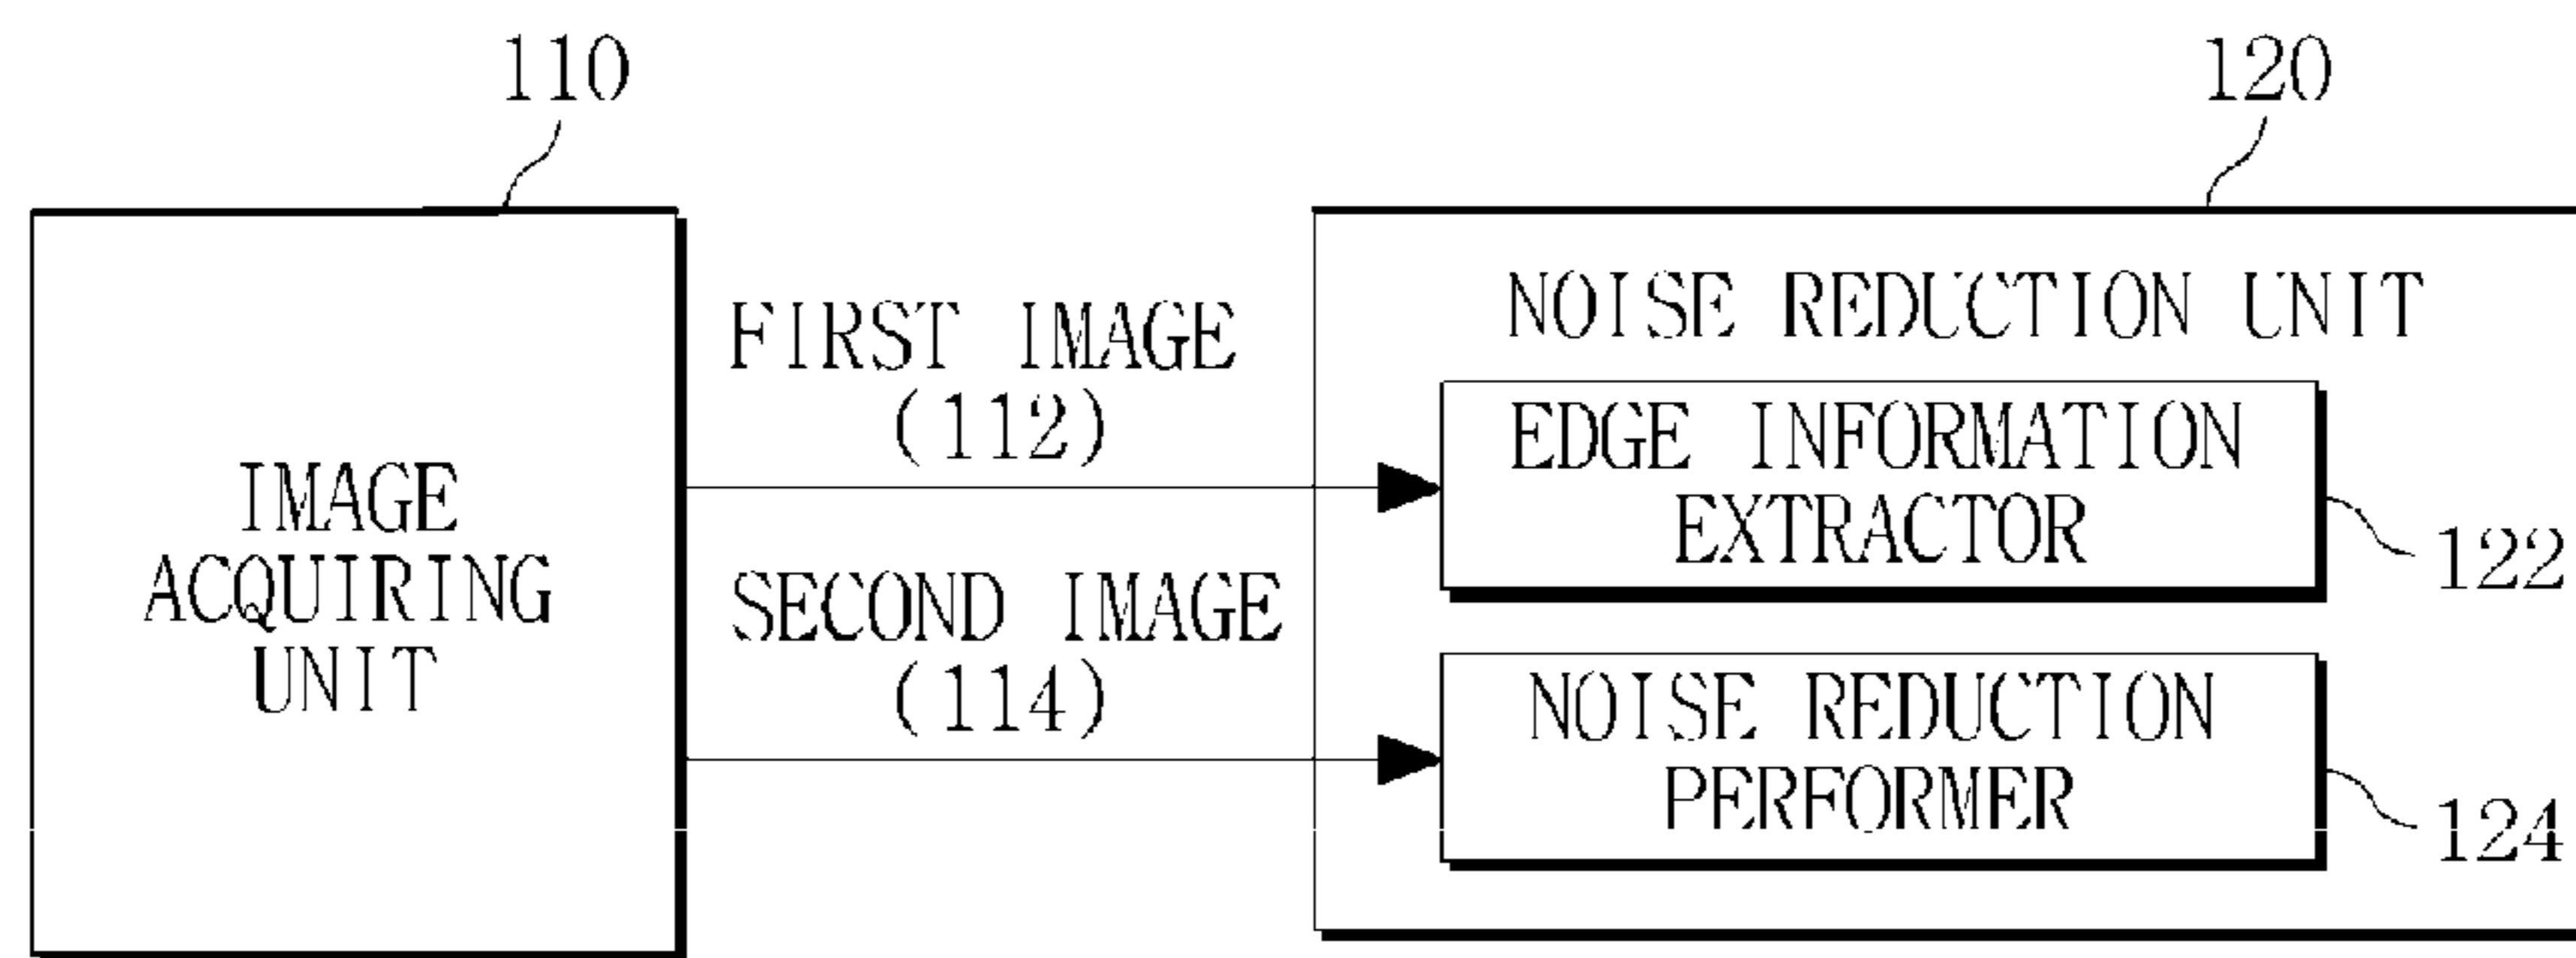 110
120
IMAGE
ACQUIRING
UNIT
FIRST IMAGE
(112)
SECOND IMAGE
(114)
NOISE REDUCTION UNIT
EDGE INFORMATION
EXTRACTOR
122
NOISE REDUCTION
PERFORMER
124